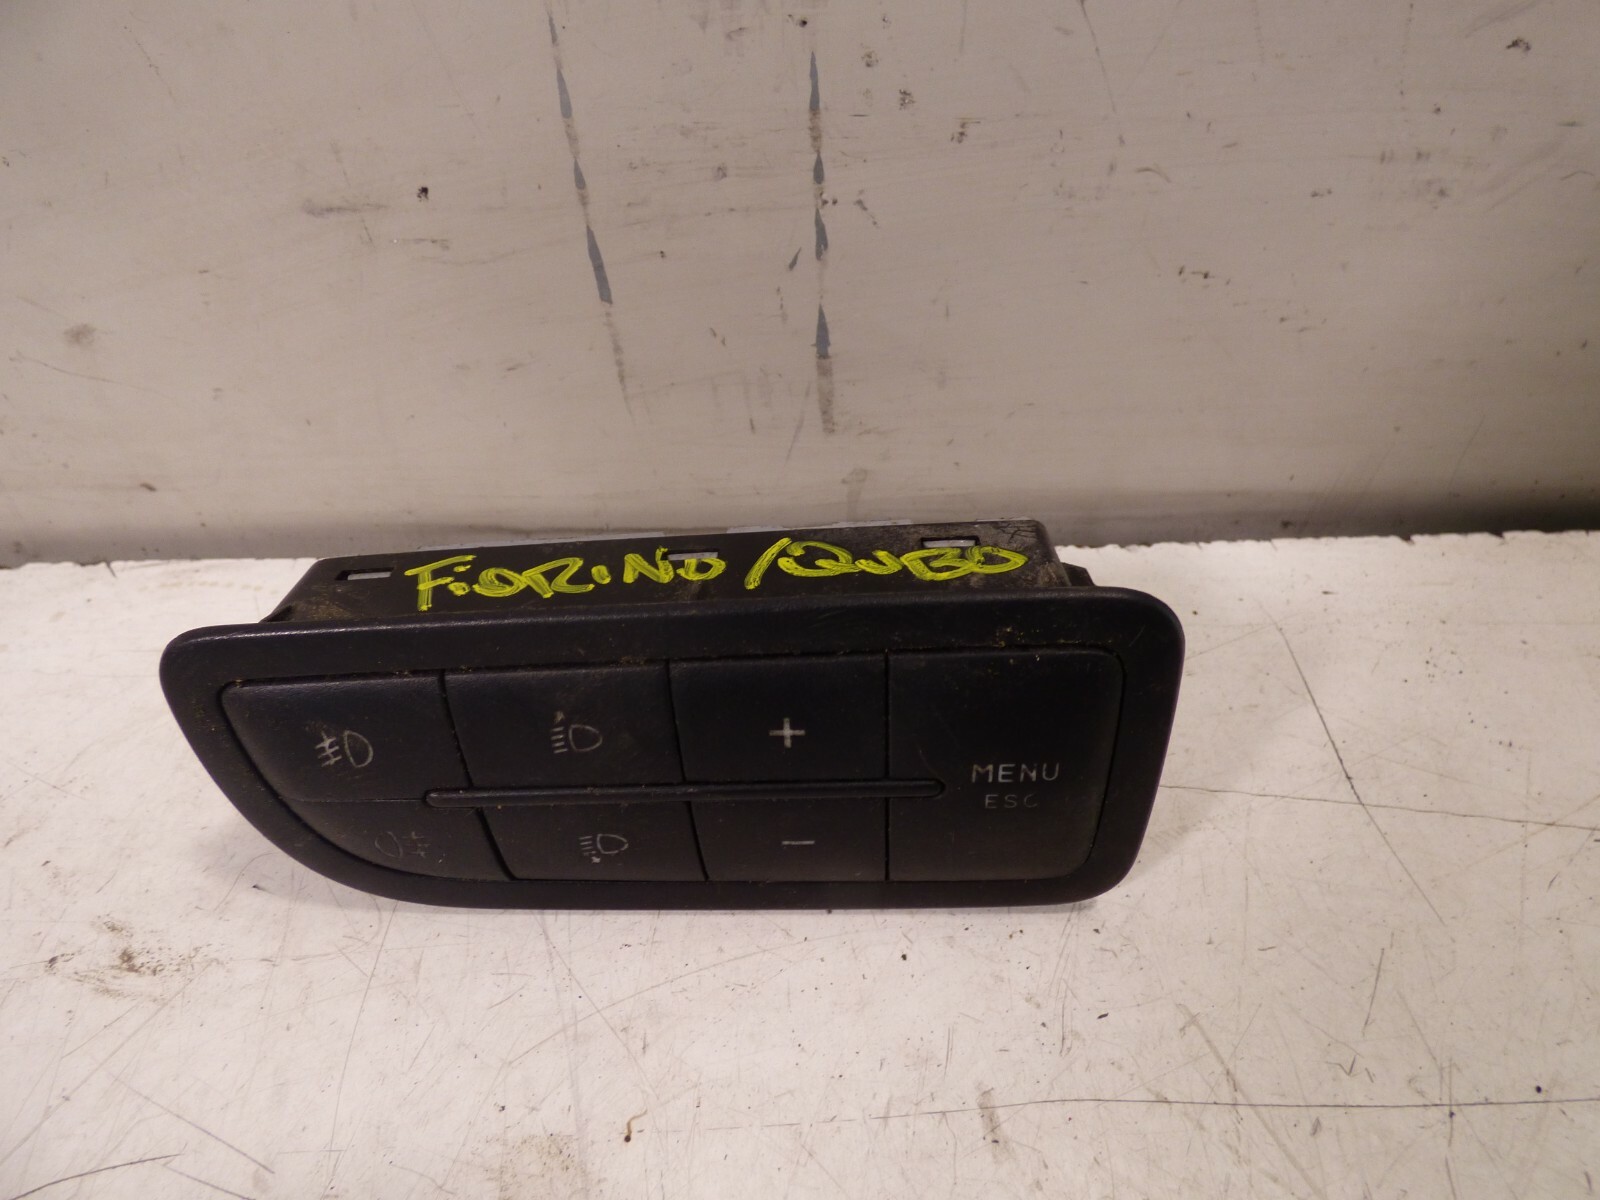 FiORiNO/QUBO
+
MENU
ESC
−